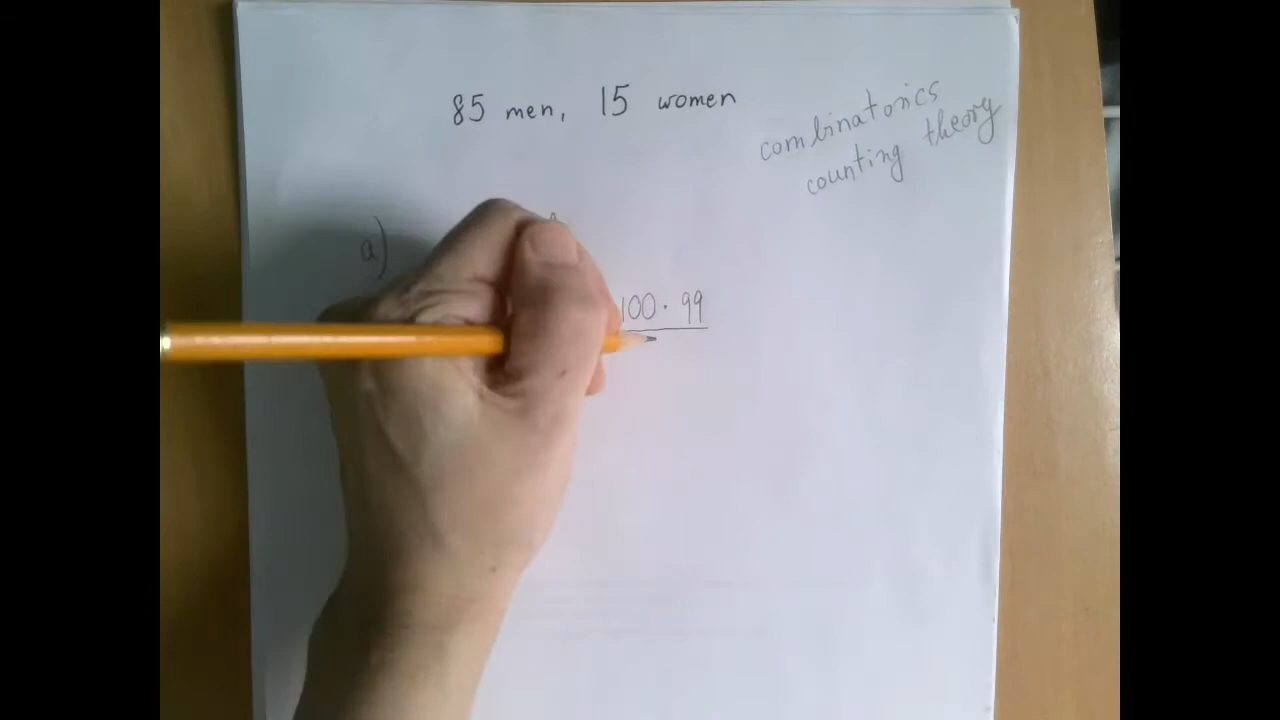 85 men, 15 women
combinatorics
counting theory
a)
100 · 99